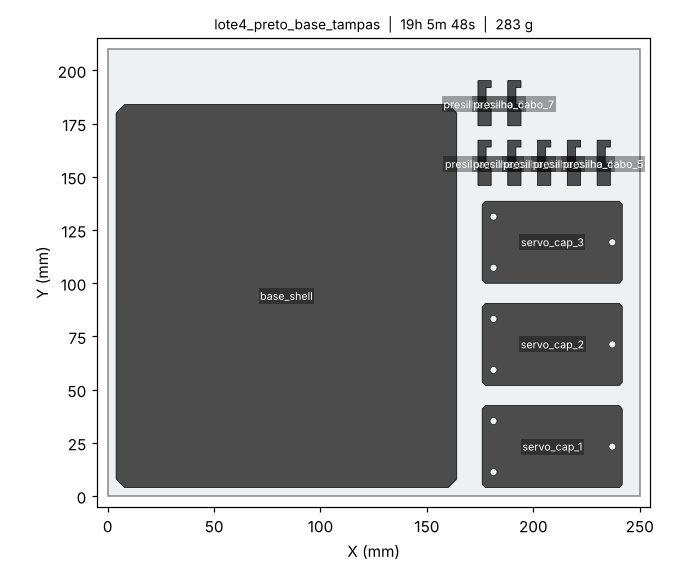 lote4_preto_base_tampas | 19h 5m 48s | 283 g
200
175
150
125
100
75
50
25
0
Y (mm)
presilha_cabo_7
presilha_cabo_5
servo_cap_3
base_shell
servo_cap_2
servo_cap_1
0 50 100 150 200 250
X (mm)